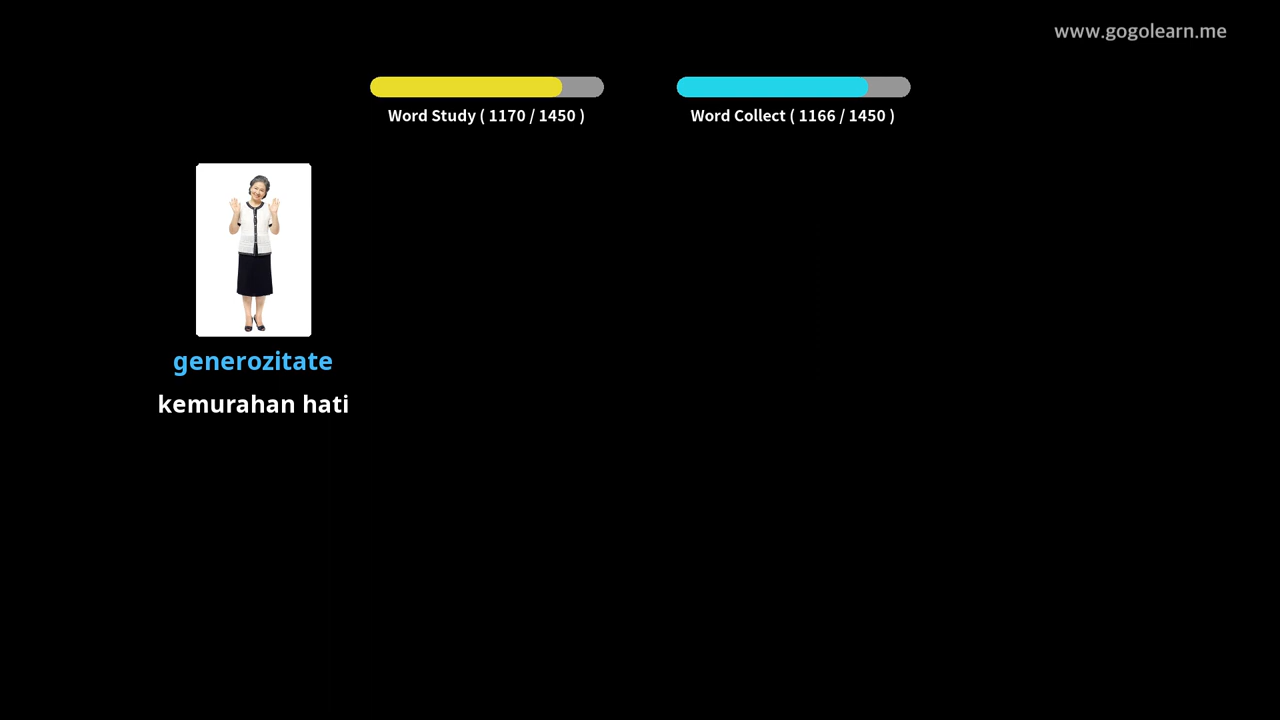 www.gogolearn.me
Word Study ( 1170 / 1450 )
Word Collect ( 1166 / 1450 )
generozitate
kemurahan hati